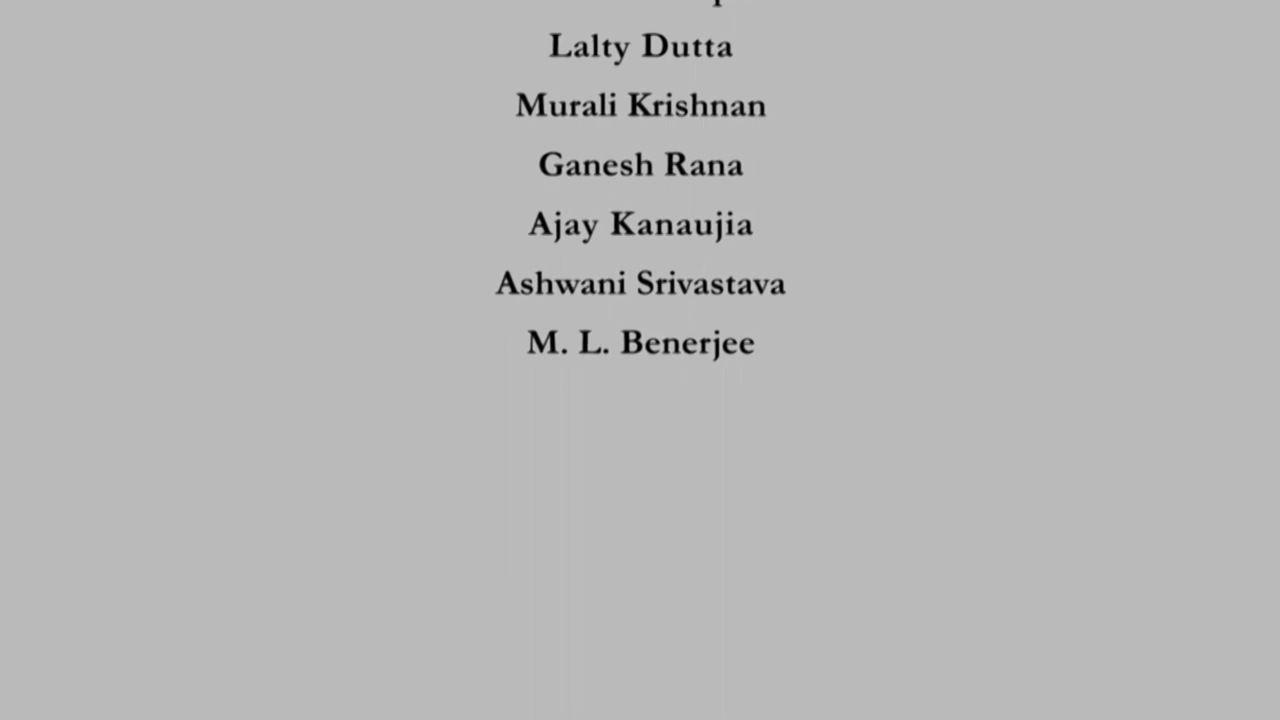 Lalty Dutta
Murali Krishnan
Ganesh Rana
Ajay Kanaujia
Ashwani Srivastava
M. L. Benerjee